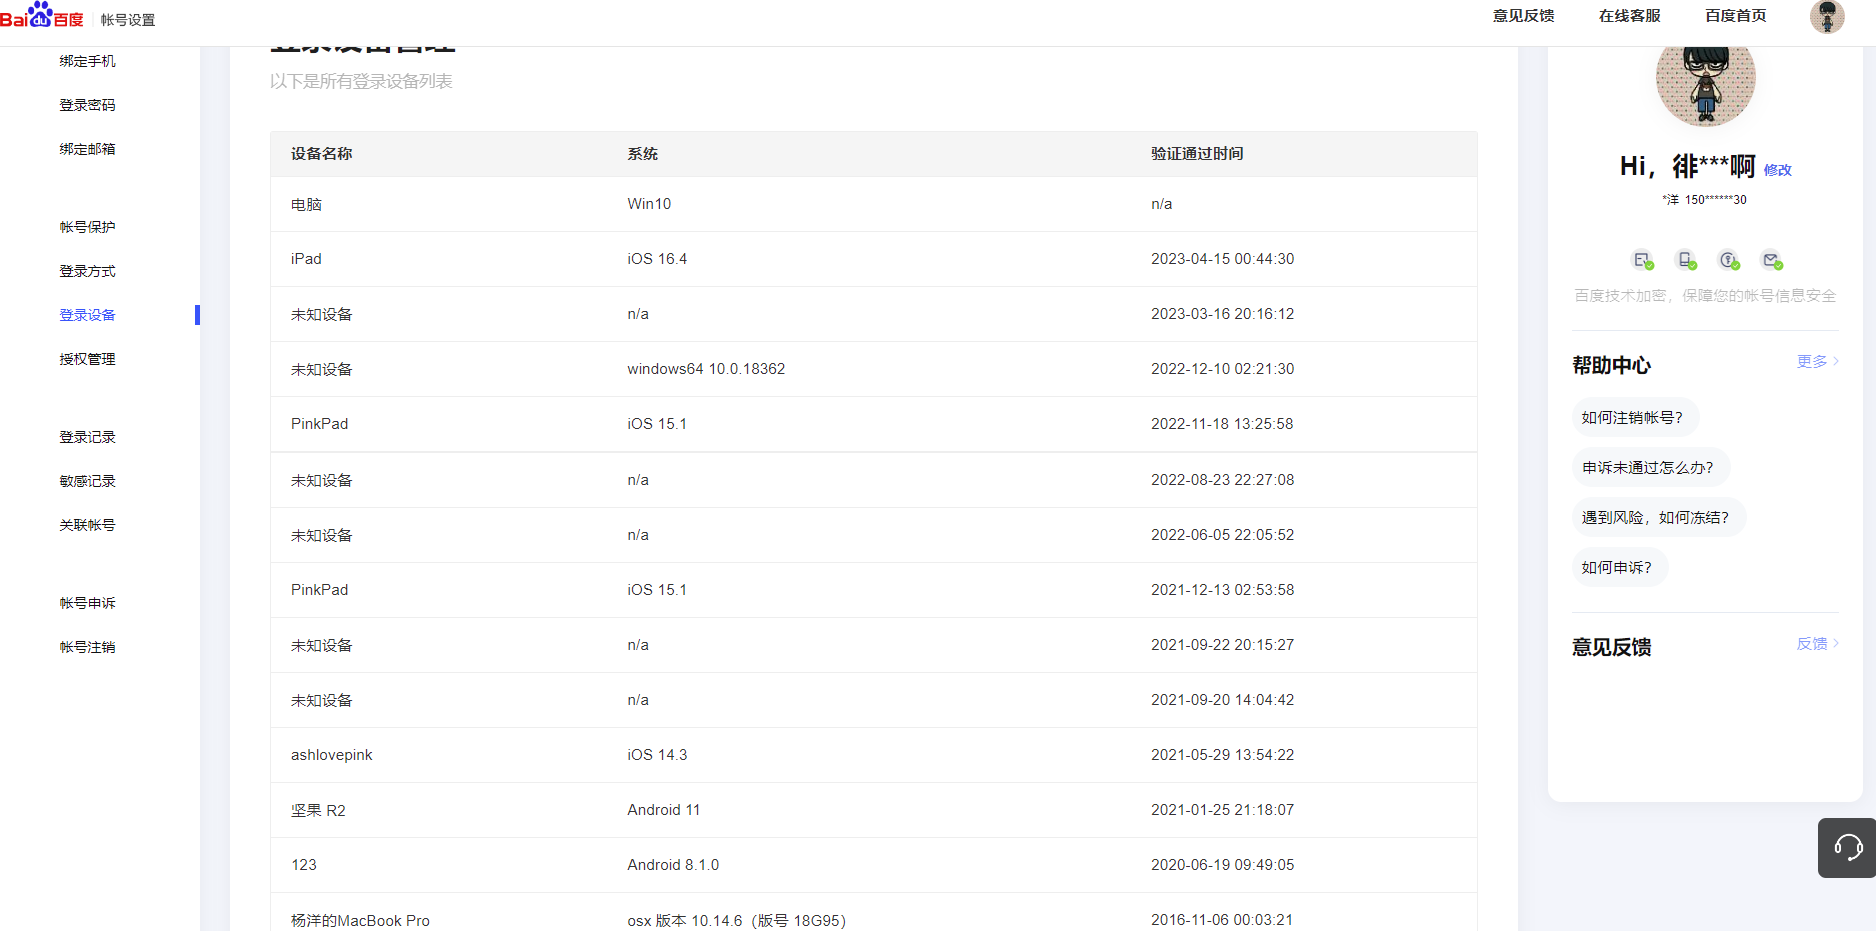 Bai du 百度 帐号设置
意见反馈 在线客服 百度首页
绑定手机
登录密码
绑定邮箱
帐号保护
登录方式
登录设备
授权管理
登录记录
敏感记录
关联帐号
帐号申诉
帐号注销
登录设备管理
以下是所有登录设备列表
设备名称 系统 验证通过时间
电脑 Win10 n/a
iPad iOS 16.4 2023-04-15 00:44:30
未知设备 n/a 2023-03-16 20:16:12
未知设备 windows64 10.0.18362 2022-12-10 02:21:30
PinkPad iOS 15.1 2022-11-18 13:25:58
未知设备 n/a 2022-08-23 22:27:08
未知设备 n/a 2022-06-05 22:05:52
PinkPad iOS 15.1 2021-12-13 02:53:58
未知设备 n/a 2021-09-22 20:15:27
未知设备 n/a 2021-09-20 14:04:42
ashlovepink iOS 14.3 2021-05-29 13:54:22
坚果 R2 Android 11 2021-01-25 21:18:07
123 Android 8.1.0 2020-06-19 09:49:05
杨洋的MacBook Pro osx 版本 10.14.6（版号 18G95） 2016-11-06 00:03:21
Hi，徘***啊 修改
*洋 150******30
百度技术加密，保障您的帐号信息安全
帮助中心 更多 >
如何注销帐号？
申诉未通过怎么办？
遇到风险，如何冻结？
如何申诉？
意见反馈 反馈 >